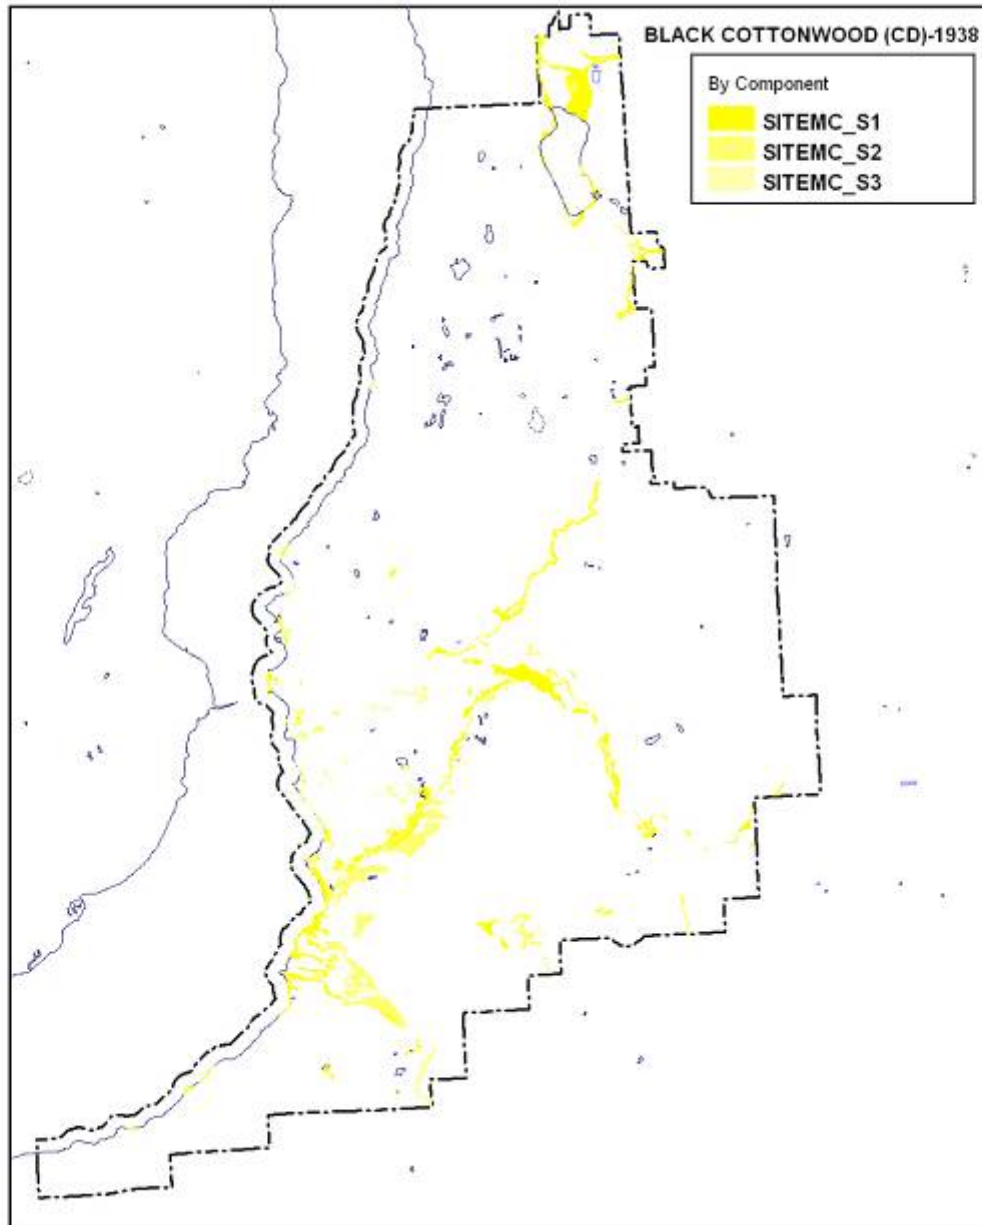 BLACK COTTONWOOD (CD)-1938
By Component
SITEMC_S1
SITEMC_S2
SITEMC_S3